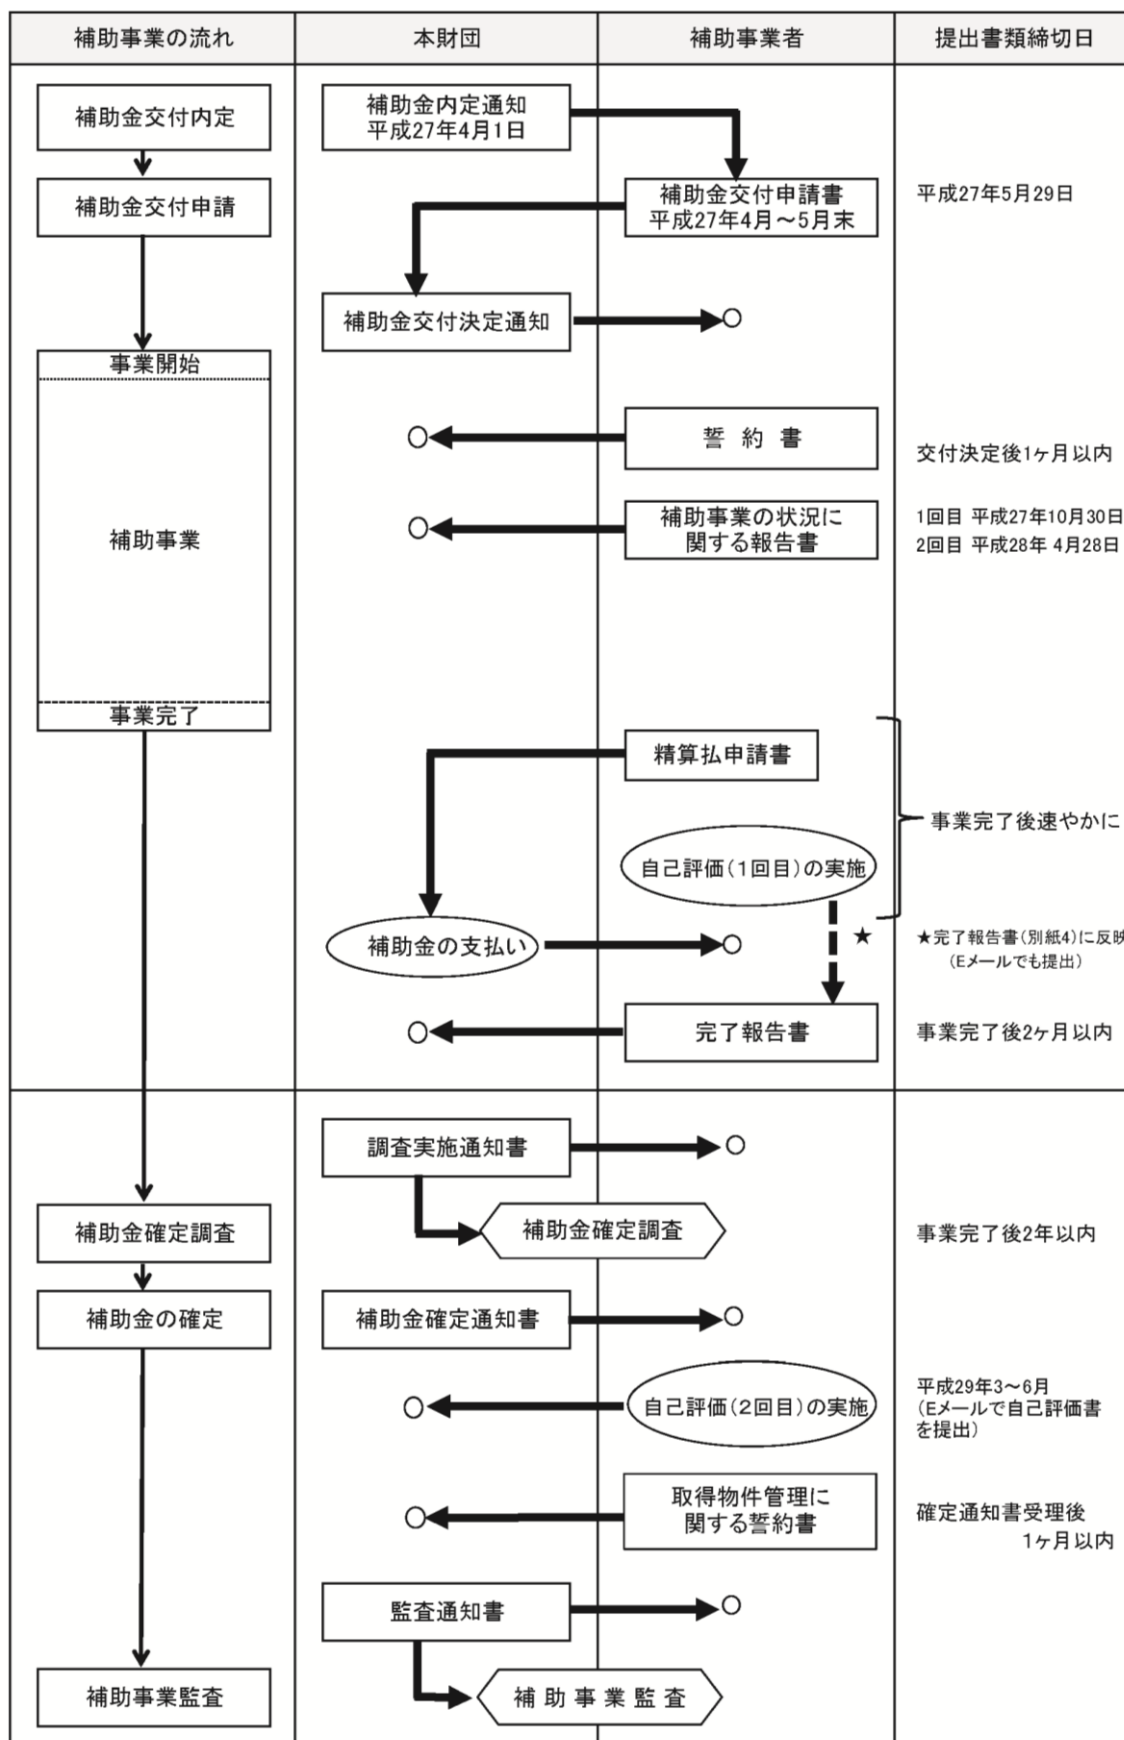 補助事業の流れ
本財団
補助事業者
提出書類締切日
補助金交付内定
補助金内定通知
平成27年4月1日
補助金交付申請
補助金交付申請書
平成27年4月～5月末
平成27年5月29日
補助金交付決定通知
事業開始
誓 約 書
交付決定後1ヶ月以内
補助事業
補助事業の状況に
関する報告書
1回目 平成27年10月30日
2回目 平成28年 4月28日
事業完了
精算払申請書
事業完了後速やかに
自己評価(1回目)の実施
補助金の支払い
★
★完了報告書(別紙4)に反映
(Eメールでも提出)
完了報告書
事業完了後2ヶ月以内
調査実施通知書
補助金確定調査
補助金確定調査
事業完了後2年以内
補助金の確定
補助金確定通知書
自己評価(2回目)の実施
平成29年3～6月
(Eメールで自己評価書
を提出)
取得物件管理に
関する誓約書
確定通知書受理後
1ヶ月以内
監査通知書
補助事業監査
補 助 事 業 監 査